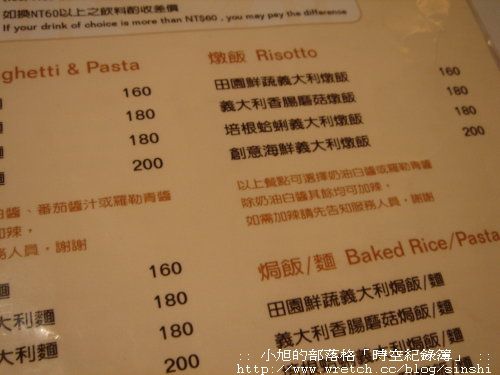 如換NT60以上之飲料酌收差價
If your drink of choice is more than NT$60 , you may pay the difference
ghetti & Pasta
麵 160
麵 180
麵 180
麵 200
白醬、番茄醬汁或羅勒青醬
加辣,
務人員,謝謝
160
麵 180
大利麵 180
大利麵 200
燉飯 Risotto
田園鮮蔬義大利燉飯 160
義大利香腸蘑菇燉飯 180
培根蛤蜊義大利燉飯 180
創意海鮮義大利燉飯 200
以上餐點可選擇奶油白醬或羅勒青醬
除奶油白醬其餘均可加辣,
如需加辣請先告知服務人員,謝謝
焗飯/麵 Baked Rice/Pasta
田園鮮蔬義大利焗飯/麵
義大利香腸蘑菇焗飯/麵
:: 小旭的部落格「時空紀錄簿」 ::
http://www.wretch.cc/blog/sinshi